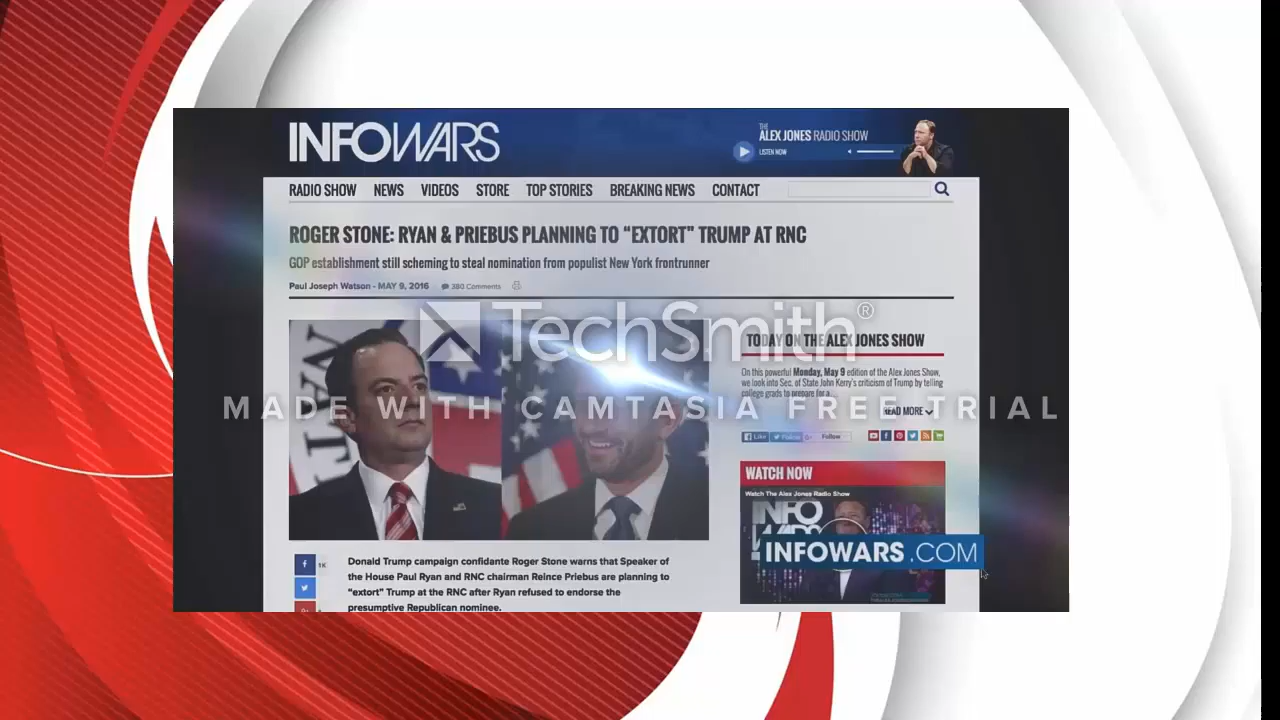 INFOWARS
THE
ALEX JONES RADIO SHOW
LISTEN NOW
RADIO SHOW NEWS VIDEOS STORE TOP STORIES BREAKING NEWS CONTACT
ROGER STONE: RYAN & PRIEBUS PLANNING TO “EXTORT” TRUMP AT RNC
GOP establishment still scheming to steal nomination from populist New York frontrunner
Paul Joseph Watson - MAY 9, 2016 380 Comments
TechSmith®
TODAY ON THE ALEX JONES SHOW
On this powerful Monday, May 9 edition of the Alex Jones Show,
we look into Sec. of State John Kerry's criticism of Trump by telling
college grads to prepare for a...
READ MORE
MADE WITH CAMTASIA FREE TRIAL
Like Follow Follow
WATCH NOW
Watch The Alex Jones Radio Show
INFO
WARS
INFOWARS.COM
1K
Donald Trump campaign confidante Roger Stone warns that Speaker of
the House Paul Ryan and RNC chairman Reince Priebus are planning to
“extort” Trump at the RNC after Ryan refused to endorse the
presumptive Republican nominee.